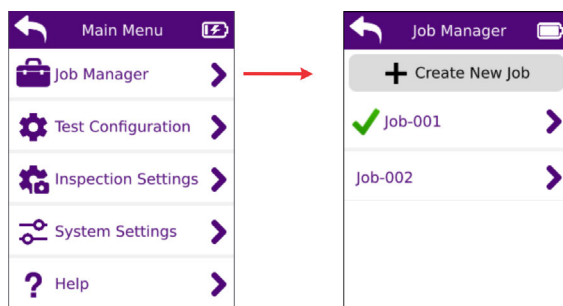 Main Menu
Job Manager
Test Configuration
Inspection Settings
System Settings
? Help
Job Manager
+ Create New Job
Job-001
Job-002